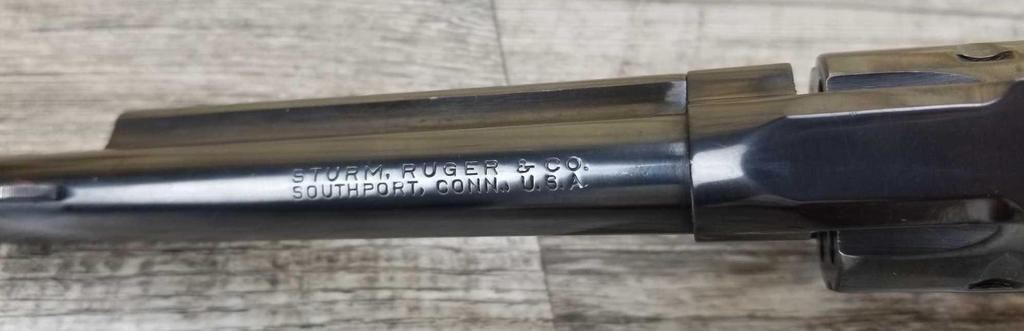 STURM, RUGER & CO.
SOUTHPORT, CONN., U.S.A.